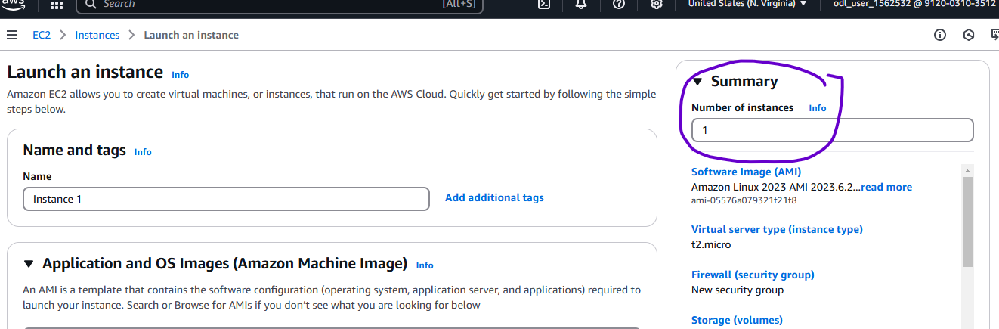 aws
Search [Alt+S]
United States (N. Virginia) ▼
odl_user_1562532 @ 9120-0310-3512
EC2 > Instances > Launch an instance
Launch an instance Info
Amazon EC2 allows you to create virtual machines, or instances, that run on the AWS Cloud. Quickly get started by following the simple
steps below.
Name and tags Info
Name
Instance 1
Add additional tags
Application and OS Images (Amazon Machine Image) Info
An AMI is a template that contains the software configuration (operating system, application server, and applications) required to
launch your instance. Search or Browse for AMIs if you don’t see what you are looking for below
Summary
Number of instances Info
1
Software Image (AMI)
Amazon Linux 2023 AMI 2023.6.2...read more
ami-05576a079321f21f8
Virtual server type (instance type)
t2.micro
Firewall (security group)
New security group
Storage (volumes)